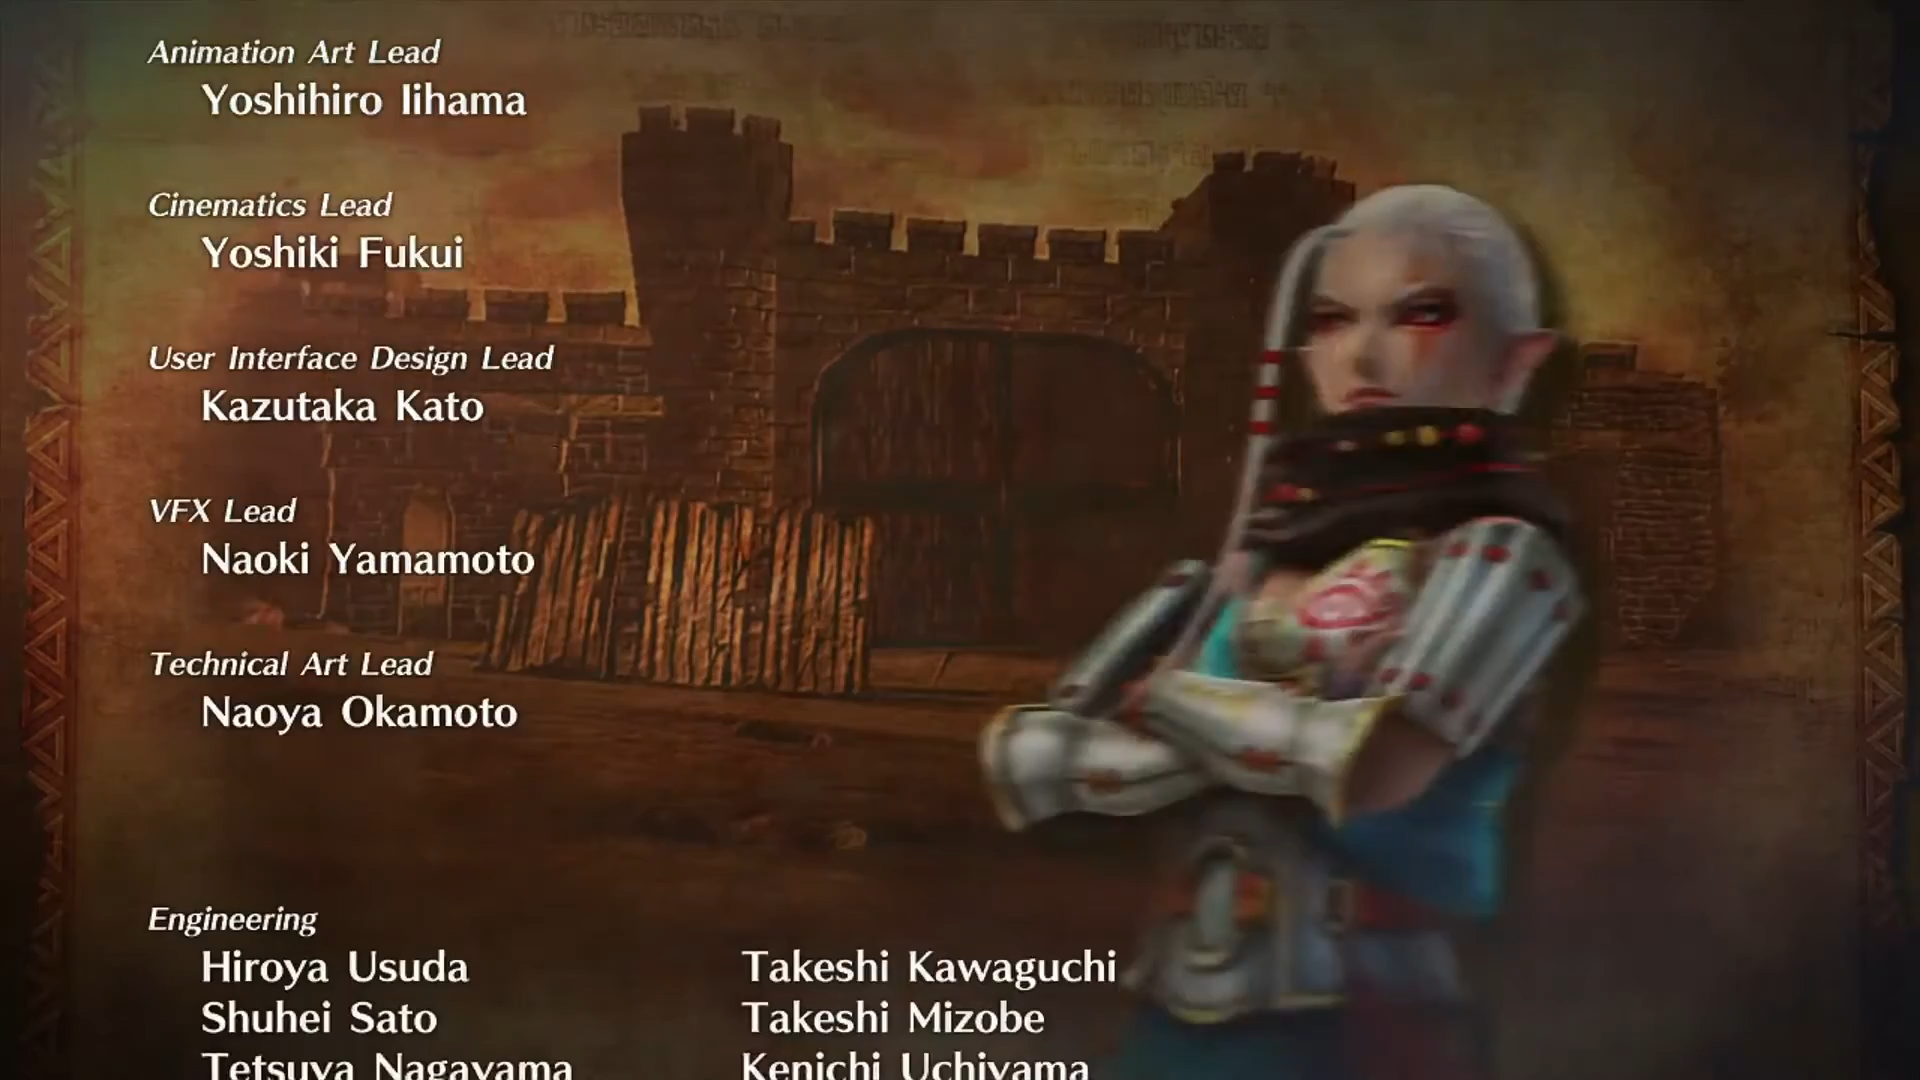 Animation Art Lead
Yoshihiro Iihama
Cinematics Lead
Yoshiki Fukui
User Interface Design Lead
Kazutaka Kato
VFX Lead
Naoki Yamamoto
Technical Art Lead
Naoya Okamoto
Engineering
Hiroya Usuda Takeshi Kawaguchi
Shuhei Sato Takeshi Mizobe
Tetsuya Nagayama Kenichi Uchiyama